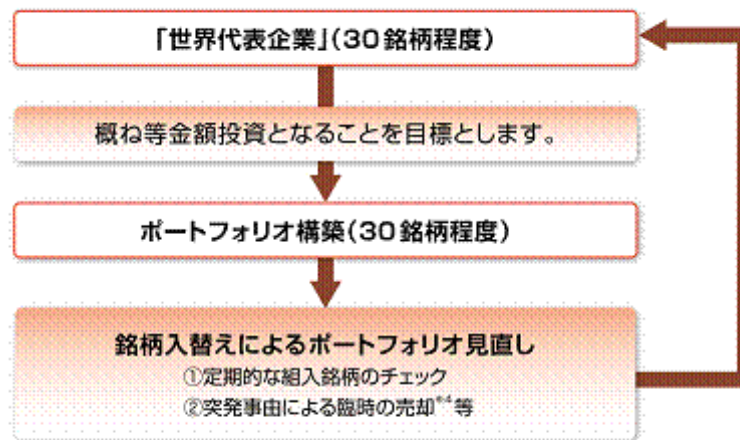 「世界代表企業」(30銘柄程度)
概ね等金額投資となることを目標とします。
ポートフォリオ構築(30銘柄程度)
銘柄入替えによるポートフォリオ見直し
①定期的な組入銘柄のチェック
②突発事由による臨時の売却※4等